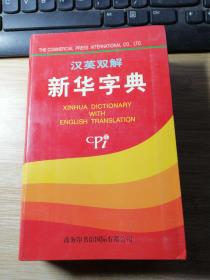 THE COMMERCIAL PRESS INTERNATIONAL CO., LTD.
汉英双解
新华字典
XINHUA DICTIONARY
WITH
ENGLISH TRANSLATION
CPi
商务印书馆国际有限公司